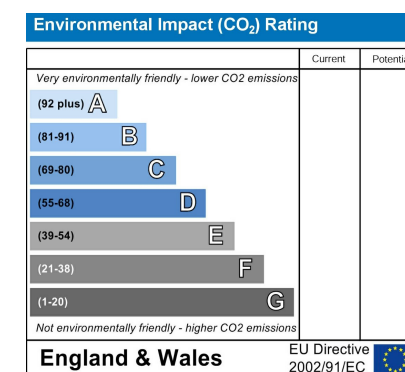 Environmental Impact (CO₂) Rating
Current Potentia
Very environmentally friendly - lower CO2 emissions
(92 plus) A
(81-91) B
(69-80) C
(55-68) D
(39-54) E
(21-38) F
(1-20) G
Not environmentally friendly - higher CO2 emissions
England & Wales
EU Directive
2002/91/EC